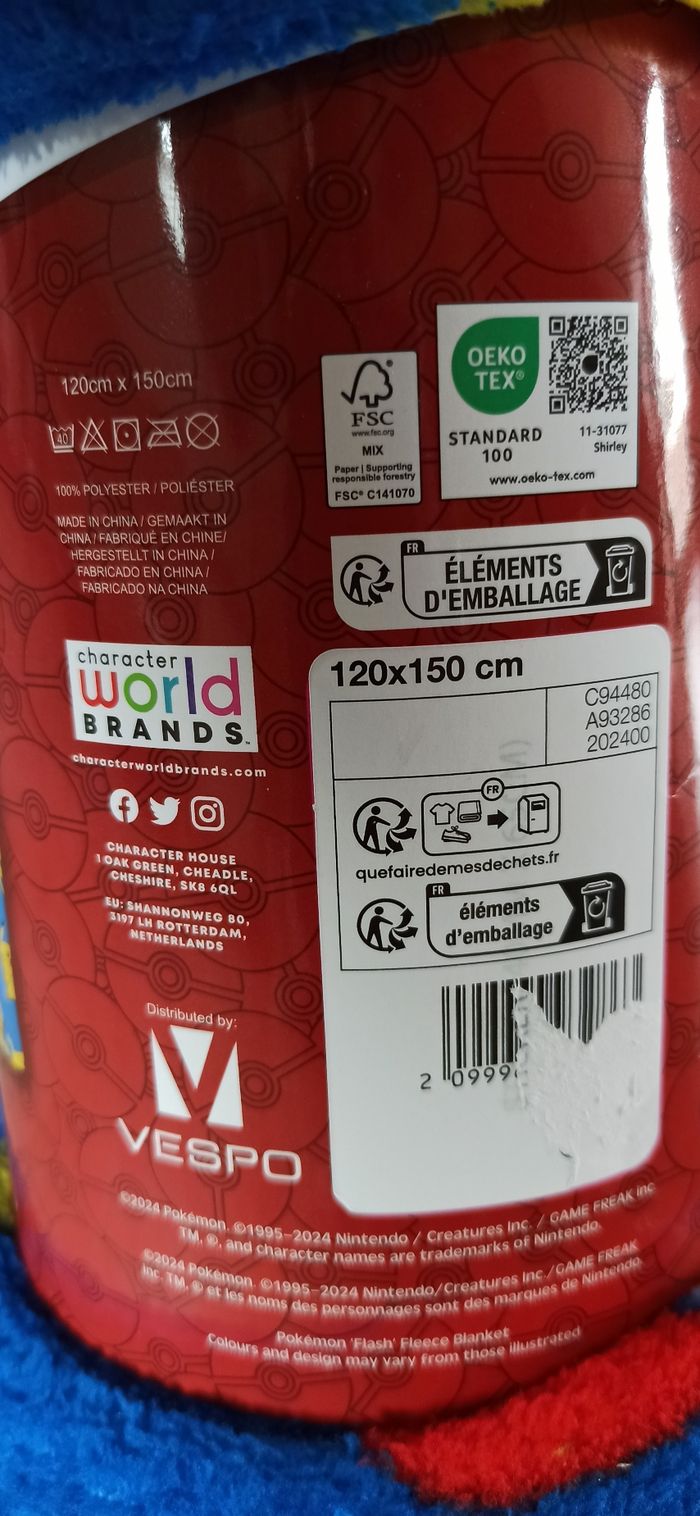 120cm x 150cm
40
100% POLYESTER / POLIÉSTER
MADE IN CHINA / GEMAAKT IN
CHINA / FABRIQUÉ EN CHINE/
HERGESTELLT IN CHINA /
FABRICADO EN CHINA /
FABRICADO NA CHINA
character
world
BRANDS™
characterworldbrands.com
CHARACTER HOUSE
1 OAK GREEN, CHEADLE,
CHESHIRE, SK8 6QL
EU: SHANNONWEG 80,
3197 LH ROTTERDAM,
NETHERLANDS
Distributed by:
VESPO
FSC
www.fsc.org
MIX
Paper | Supporting
responsible forestry
FSC® C141070
OEKO
TEX®
STANDARD
100
11-31077
Shirley
www.oeko-tex.com
FR
ÉLÉMENTS
D'EMBALLAGE
120x150 cm
C94480
A93286
202400
FR
quefairedemesdechets.fr
FR
éléments
d'emballage
2 0999
©2024 Pokémon. ©1995–2024 Nintendo / Creatures Inc. / GAME FREAK inc
TM, ®, and character names are trademarks of Nintendo.
©2024 Pokémon. ©1995–2024 Nintendo/Creatures Inc./GAME FREAK
inc. TM, ® et les noms des personnages sont des marques de Nintendo.
Pokémon 'Flash' Fleece Blanket
Colours and design may vary from those illustrated